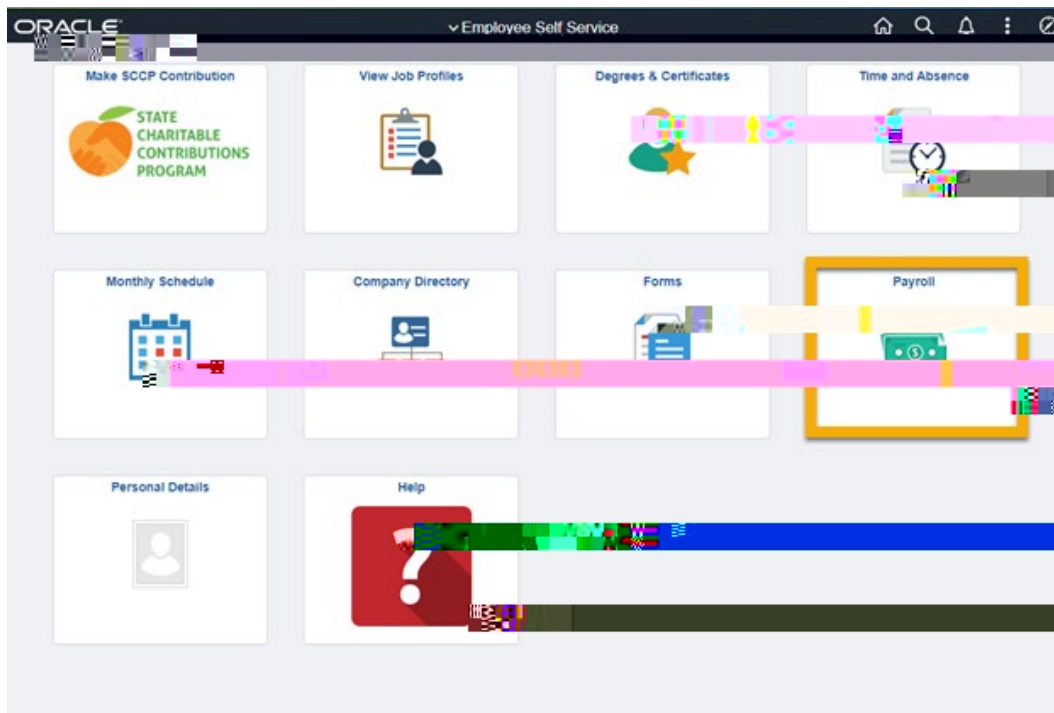 ORACLE
Employee Self Service
Make SCCP Contribution
View Job Profiles
Degrees & Certificates
Time and Absence
STATE
CHARITABLE
CONTRIBUTIONS
PROGRAM
Monthly Schedule
Company Directory
Forms
Payroll
$
Personal Details
Help
?